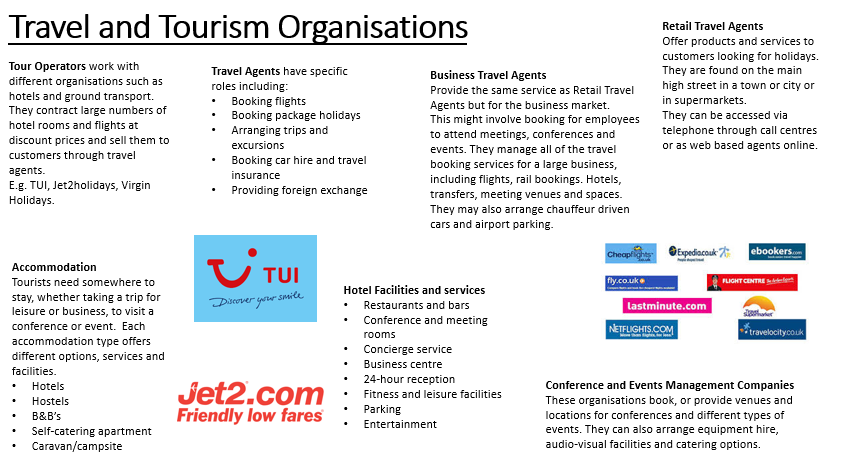 Travel and Tourism Organisations
Tour Operators work with
different organisations such as
hotels and ground transport.
They contract large numbers of
hotel rooms and flights at
discount prices and sell them to
customers through travel
agents.
E.g. TUI, Jet2holidays, Virgin
Holidays.
Travel Agents have specific
roles including:
• Booking flights
• Booking package holidays
• Arranging trips and
excursions
• Booking car hire and travel
insurance
• Providing foreign exchange
Business Travel Agents
Provide the same service as Retail Travel
Agents but for the business market.
This might involve booking for employees
to attend meetings, conferences and
events. They manage all of the travel
booking services for a large business,
including flights, rail bookings. Hotels,
transfers, meeting venues and spaces.
They may also arrange chauffeur driven
cars and airport parking.
Retail Travel Agents
Offer products and services to
customers looking for holidays.
They are found on the main
high street in a town or city or
in supermarkets.
They can be accessed via
telephone through call centres
or as web based agents online.
Accommodation
Tourists need somewhere to
stay, whether taking a trip for
leisure or business, to visit a
conference or event. Each
accommodation type offers
different options, services and
facilities.
• Hotels
• Hostels
• B&B's
• Self-catering apartment
• Caravan/campsite
TUI
Discover your smile
Jet2.com
Friendly low fares®
Hotel Facilities and services
• Restaurants and bars
• Conference and meeting
rooms
• Concierge service
• Business centre
• 24-hour reception
• Fitness and leisure facilities
• Parking
• Entertainment
Cheapflights
Expedia.co.uk
ebookers.com
fly.co.uk
FLIGHT CENTRE
lastminute.com
Travel
Supermarket
NETFLIGHTS.COM
travelocity.co.uk
Conference and Events Management Companies
These organisations book, or provide venues and
locations for conferences and different types of
events. They can also arrange equipment hire,
audio-visual facilities and catering options.